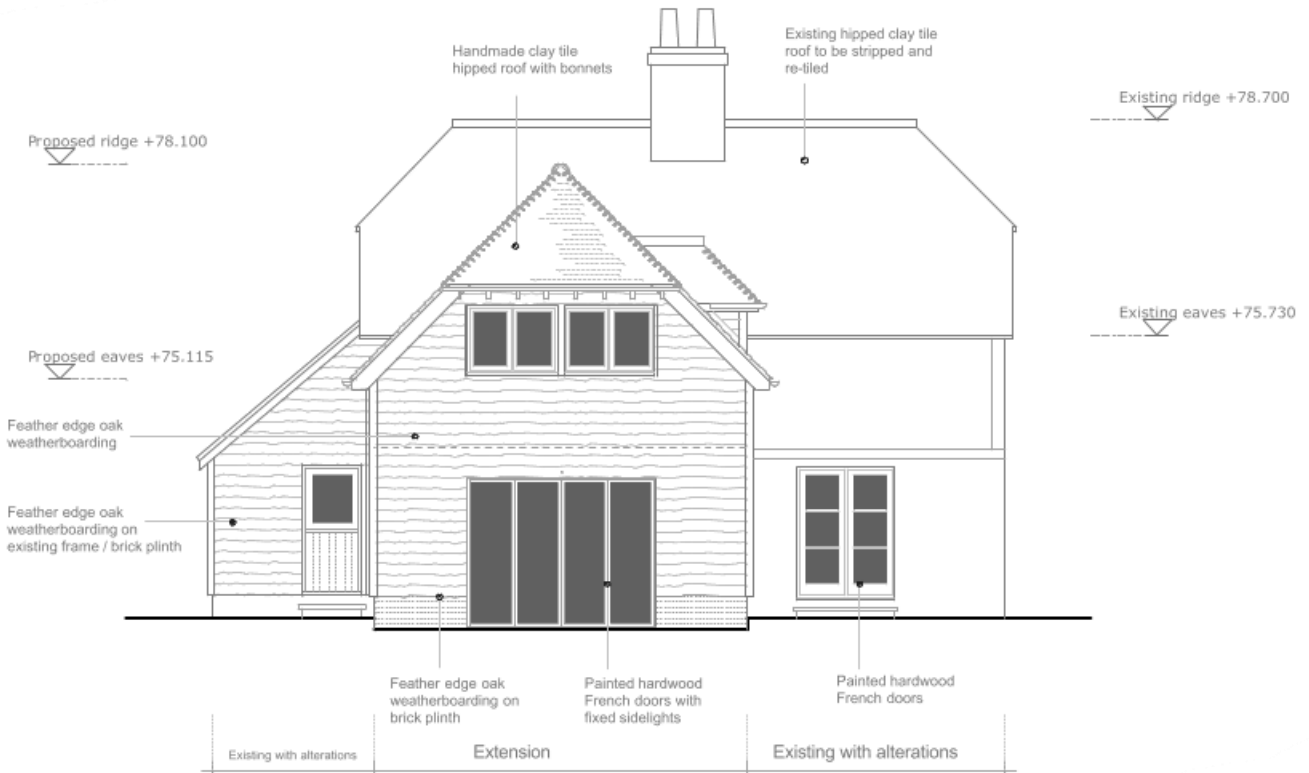 Handmade clay tile
hipped roof with bonnets
Existing hipped clay tile
roof to be stripped and
re-tiled
Existing ridge +78.700
Proposed ridge +78.100
Existing eaves +75.730
Proposed eaves +75.115
Feather edge oak
weatherboarding
Feather edge oak
weatherboarding on
existing frame / brick plinth
Feather edge oak
weatherboarding on
brick plinth
Painted hardwood
French doors with
fixed sidelights
Painted hardwood
French doors
Existing with alterations
Extension
Existing with alterations